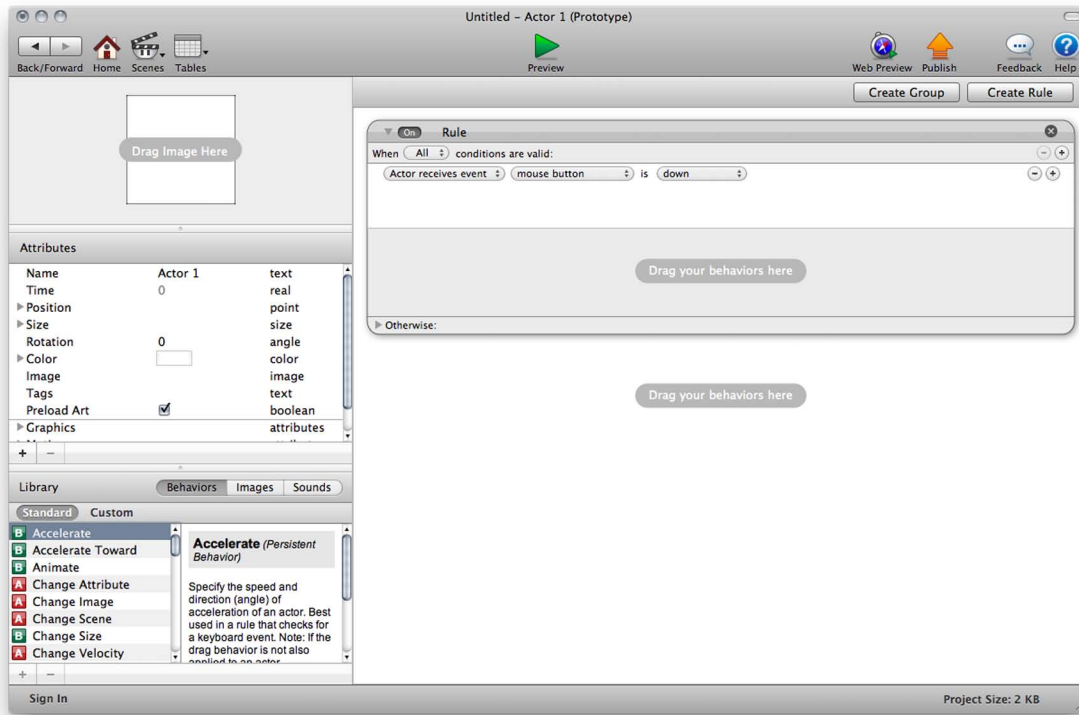 Untitled – Actor 1 (Prototype)
Back/Forward Home Scenes Tables Preview Web Preview Publish Feedback Help
Create Group Create Rule
Drag Image Here
On Rule
When All conditions are valid:
Actor receives event mouse button is down
Drag your behaviors here
Otherwise:
Drag your behaviors here
Attributes
Name Actor 1 text
Time 0 real
Position point
Size size
Rotation 0 angle
Color color
Image image
Tags text
Preload Art boolean
Graphics attributes
Library Behaviors Images Sounds
Standard Custom
B Accelerate
B Accelerate Toward
B Animate
A Change Attribute
A Change Image
A Change Scene
B Change Size
A Change Velocity
Accelerate (Persistent
Behavior)
Specify the speed and
direction (angle) of
acceleration of an actor. Best
used in a rule that checks for
a keyboard event. Note: If the
drag behavior is not also
applied to an actor
Sign In Project Size: 2 KB